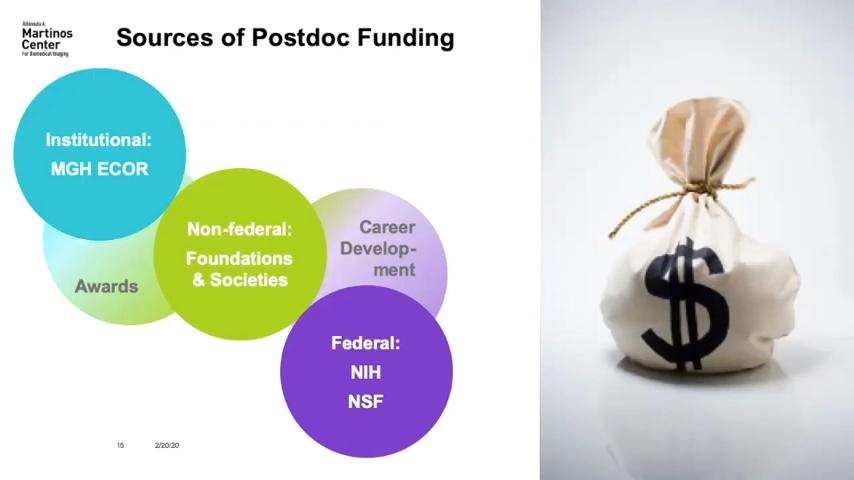 Athinoula A.
Martinos
Center
For Biomedical Imaging
Sources of Postdoc Funding
Institutional:
MGH ECOR
Non-federal:
Foundations
& Societies
Career
Develop-
ment
Awards
Federal:
NIH
NSF
15 2/20/20
$